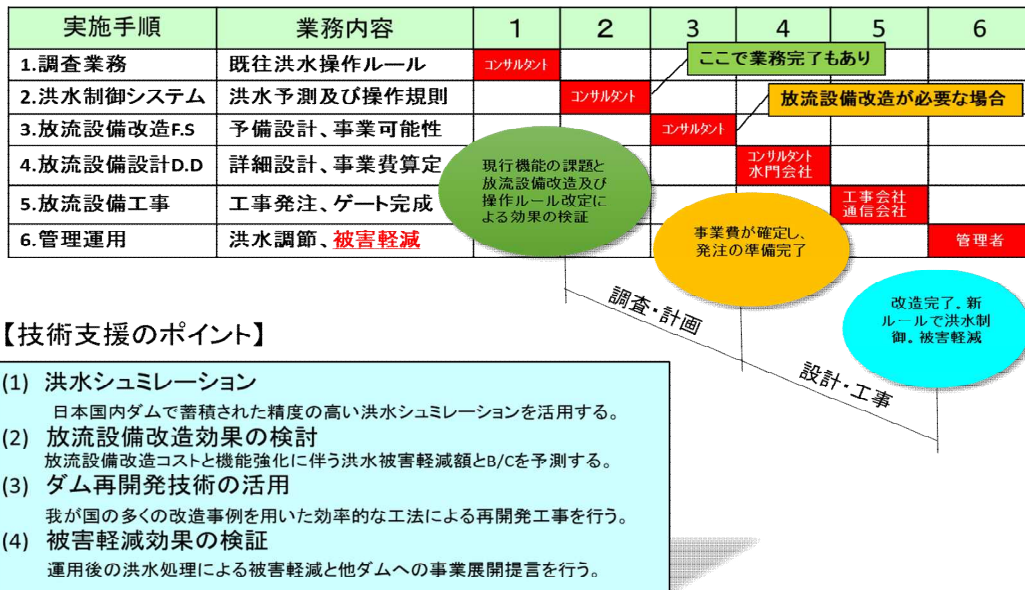 実施手順 業務内容 1 2 3 4 5 6
1.調査業務 既往洪水操作ルール コンサルタント
ここで業務完了もあり
2.洪水制御システム 洪水予測及び操作規則 コンサルタント
放流設備改造が必要な場合
3.放流設備改造F.S 予備設計、事業可能性 コンサルタント
4.放流設備設計D.D 詳細設計、事業費算定 コンサルタント
水門会社
5.放流設備工事 工事発注、ゲート完成 工事会社
通信会社
6.管理運用 洪水調節、被害軽減 管理者
現行機能の課題と
放流設備改造及び
操作ルール改定に
よる効果の検証
事業費が確定し、
発注の準備完了
改造完了．新
ルールで洪水制
御。被害軽減
調査・計画
設計・工事
【技術支援のポイント】
(1) 洪水シュミレーション
日本国内ダムで蓄積された精度の高い洪水シュミレーションを活用する。
(2) 放流設備改造効果の検討
放流設備改造コストと機能強化に伴う洪水被害軽減額とB/Cを予測する。
(3) ダム再開発技術の活用
我が国の多くの改造事例を用いた効率的な工法による再開発工事を行う。
(4) 被害軽減効果の検証
運用後の洪水処理による被害軽減と他ダムへの事業展開提言を行う。